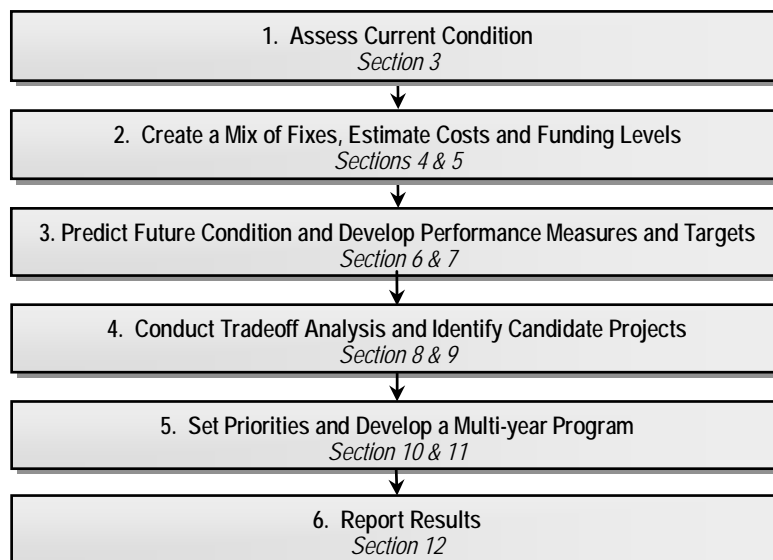 1. Assess Current Condition
Section 3
2. Create a Mix of Fixes, Estimate Costs and Funding Levels
Sections 4 & 5
3. Predict Future Condition and Develop Performance Measures and Targets
Section 6 & 7
4. Conduct Tradeoff Analysis and Identify Candidate Projects
Section 8 & 9
5. Set Priorities and Develop a Multi-year Program
Section 10 & 11
6. Report Results
Section 12